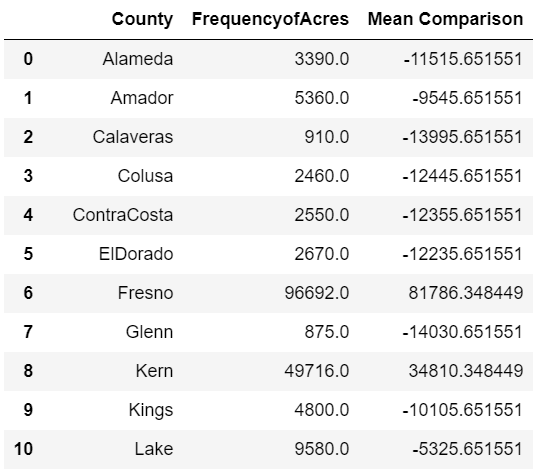 County FrequencyofAcres Mean Comparison
0 Alameda 3390.0 -11515.651551
1 Amador 5360.0 -9545.651551
2 Calaveras 910.0 -13995.651551
3 Colusa 2460.0 -12445.651551
4 ContraCosta 2550.0 -12355.651551
5 ElDorado 2670.0 -12235.651551
6 Fresno 96692.0 81786.348449
7 Glenn 875.0 -14030.651551
8 Kern 49716.0 34810.348449
9 Kings 4800.0 -10105.651551
10 Lake 9580.0 -5325.651551